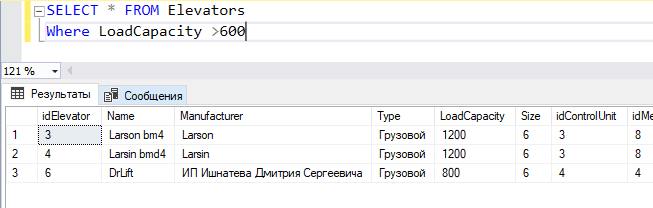 SELECT * FROM Elevators
Where LoadCapacity >600
121 %
Результаты Сообщения
idElevator Name Manufacturer Type LoadCapacity Size idControlUnit idMe
1 3 Larson bm4 Larson Грузовой 1200 6 3 8
2 4 Larsin bmd4 Larsin Грузовой 1200 6 3 8
3 6 DrLift ИП Ишнатева Дмитрия Сергеевича Грузовой 800 6 4 4